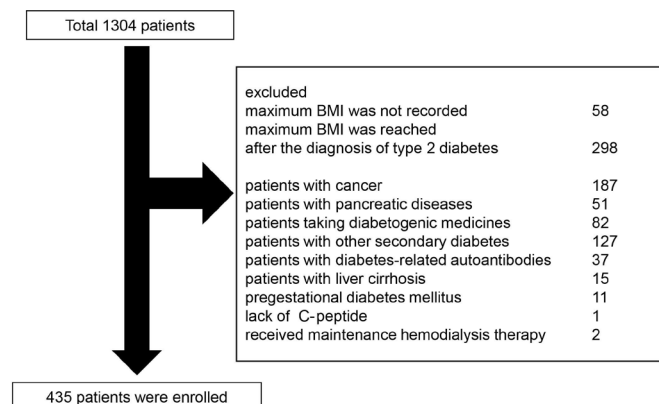 Total 1304 patients
excluded
maximum BMI was not recorded 58
maximum BMI was reached
after the diagnosis of type 2 diabetes 298
patients with cancer 187
patients with pancreatic diseases 51
patients taking diabetogenic medicines 82
patients with other secondary diabetes 127
patients with diabetes-related autoantibodies 37
patients with liver cirrhosis 15
pregestational diabetes mellitus 11
lack of C-peptide 1
received maintenance hemodialysis therapy 2
435 patients were enrolled